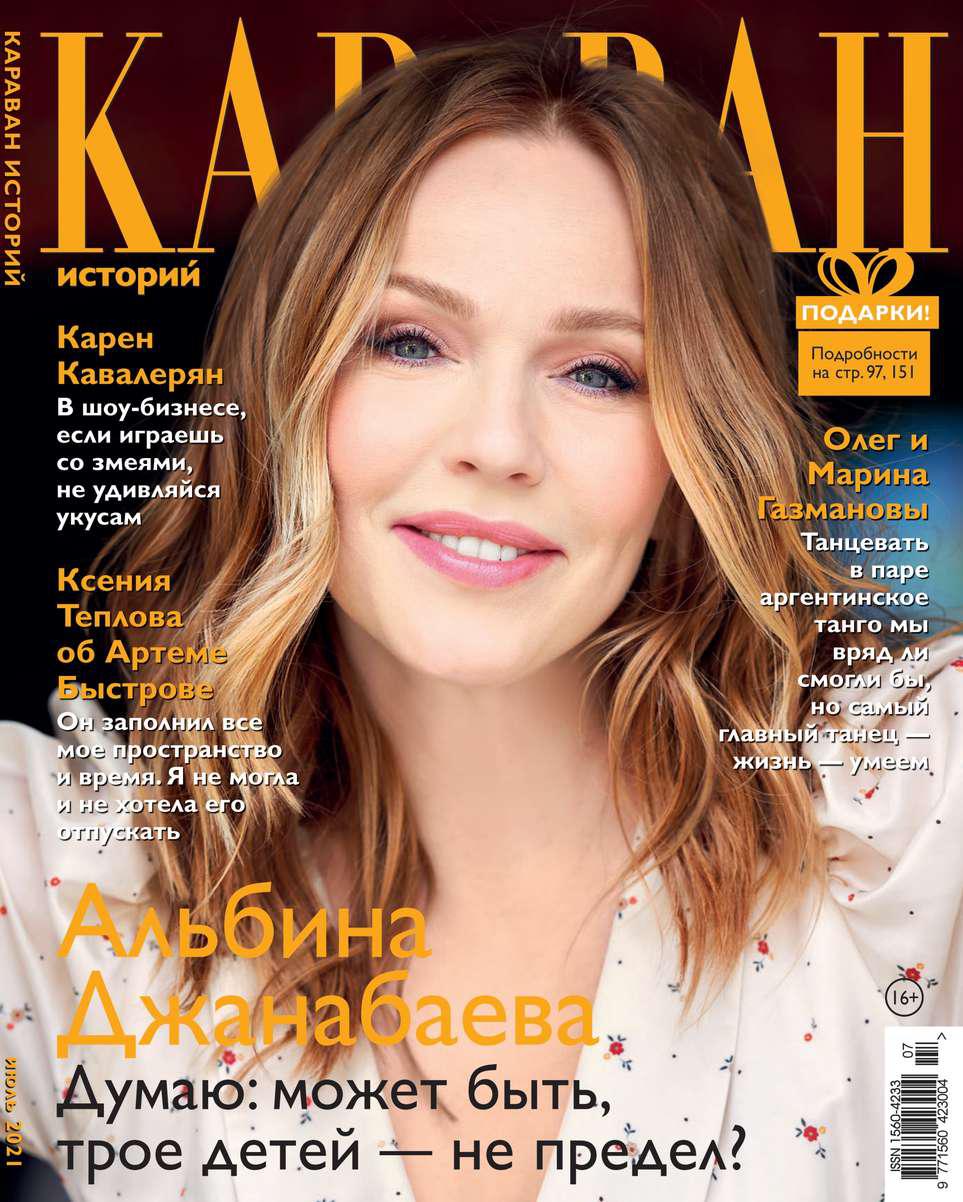 КАРАВАН ИСТОРИЙ
КАРАВАН
историй
Карен
Кавалерян
В шоу-бизнесе,
если играешь
со змеями,
не удивляйся
укусам
Ксения
Теплова
об Артеме
Быстрове
Он заполнил все
мое пространство
и время. Я не могла
и не хотела его
отпускать
ПОДАРКИ!
Подробности
на стр. 97, 151
Олег и
Марина
Газмановы
Танцевать
в паре
аргентинское
танго мы
вряд ли
смогли бы,
но самый
главный танец —
жизнь — умеем
Альбина
Джанабаева
Думаю: может быть,
трое детей — не предел?
16+
июль 2021
ISSN 1560-4233
07
9 771560 423004 >